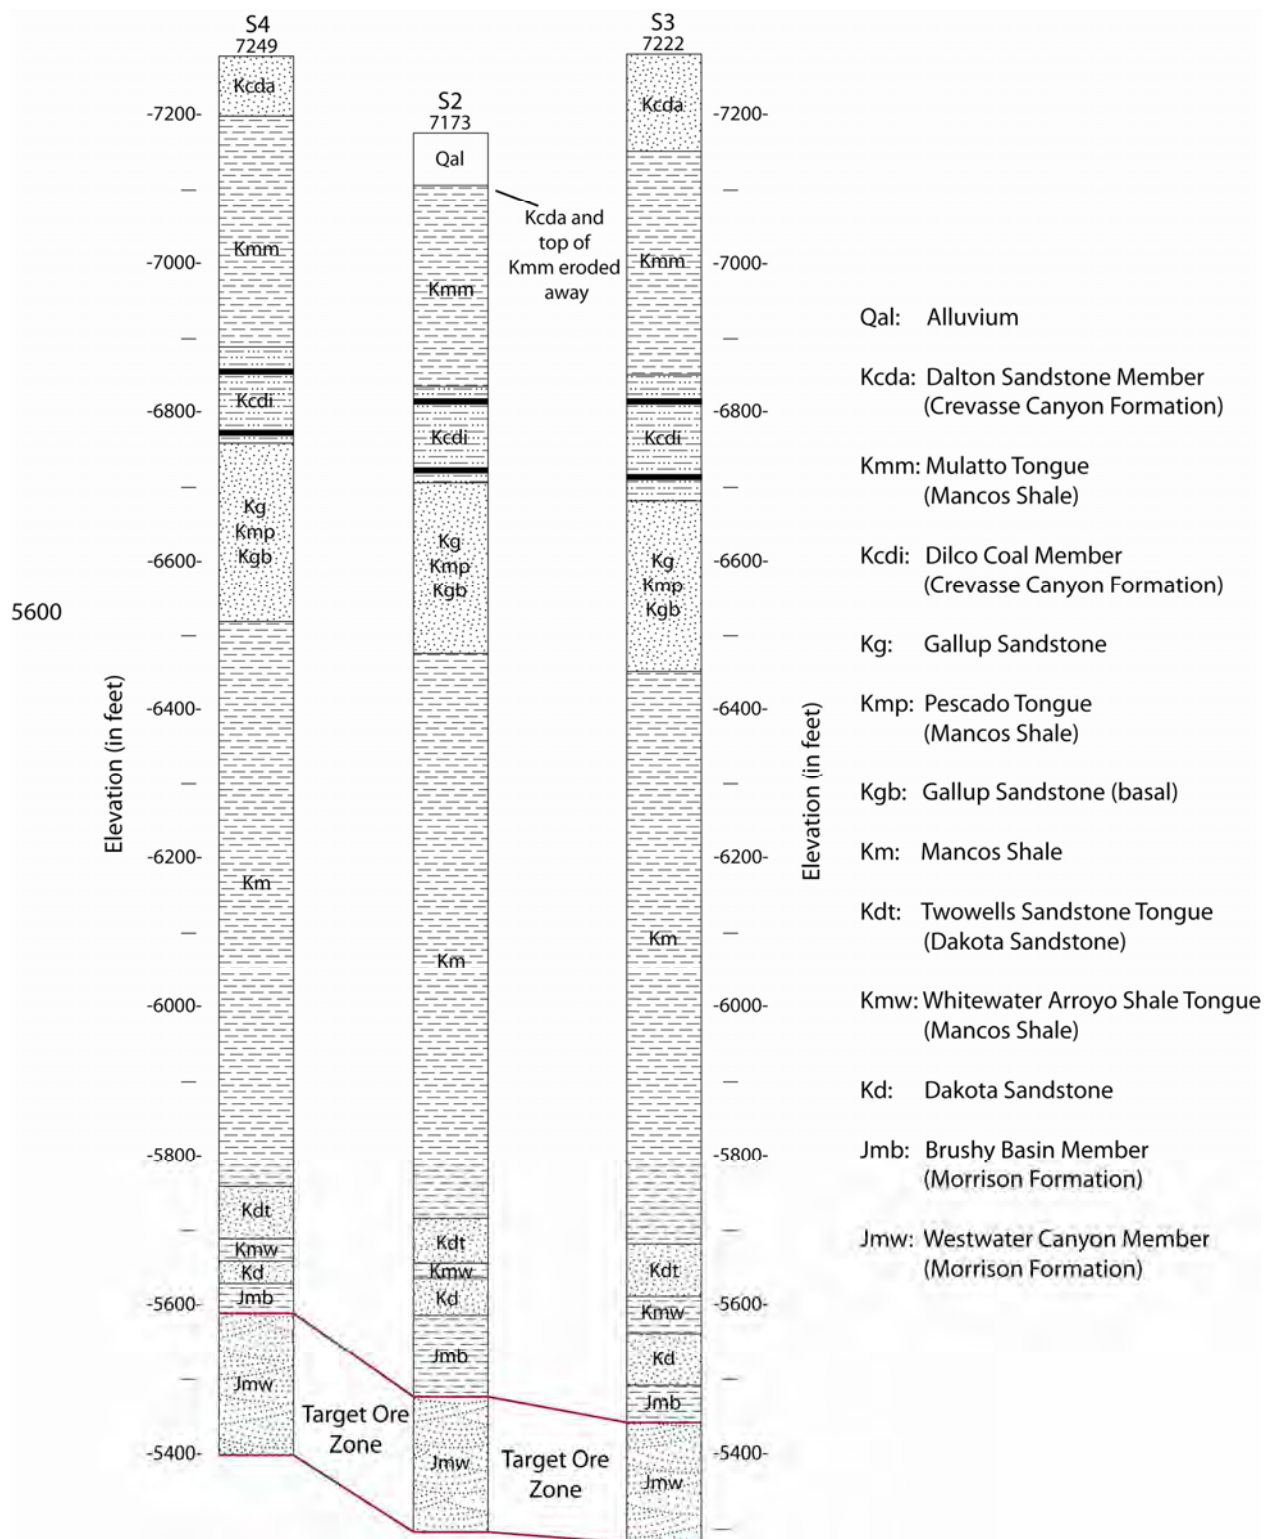 S4
7249
S2
7173
S3
7222
Kcda
Kmm
Kcdi
Kg
Kmp
Kgb
Km
Kdt
Kmw
Kd
Jmb
Jmw
Qal
Kmm
Kcdi
Kg
Kmp
Kgb
Km
Kdt
Kmw
Kd
Jmb
Jmw
Kcda
Kmm
Kcdi
Kg
Kmp
Kgb
Km
Kdt
Kmw
Kd
Jmb
Jmw
Kcda and
top of
Kmm eroded
away
Target Ore
Zone
Target Ore
Zone
5600
Elevation (in feet)
-7200-
-7000-
-6800-
-6600-
-6400-
-6200-
-6000-
-5800-
-5600-
-5400-
Elevation (in feet)
-7200-
-7000-
-6800-
-6600-
-6400-
-6200-
-6000-
-5800-
-5600-
-5400-
Qal: Alluvium
Kcda: Dalton Sandstone Member
(Crevasse Canyon Formation)
Kmm: Mulatto Tongue
(Mancos Shale)
Kcdi: Dilco Coal Member
(Crevasse Canyon Formation)
Kg: Gallup Sandstone
Kmp: Pescado Tongue
(Mancos Shale)
Kgb: Gallup Sandstone (basal)
Km: Mancos Shale
Kdt: Twowells Sandstone Tongue
(Dakota Sandstone)
Kmw: Whitewater Arroyo Shale Tongue
(Mancos Shale)
Kd: Dakota Sandstone
Jmb: Brushy Basin Member
(Morrison Formation)
Jmw: Westwater Canyon Member
(Morrison Formation)